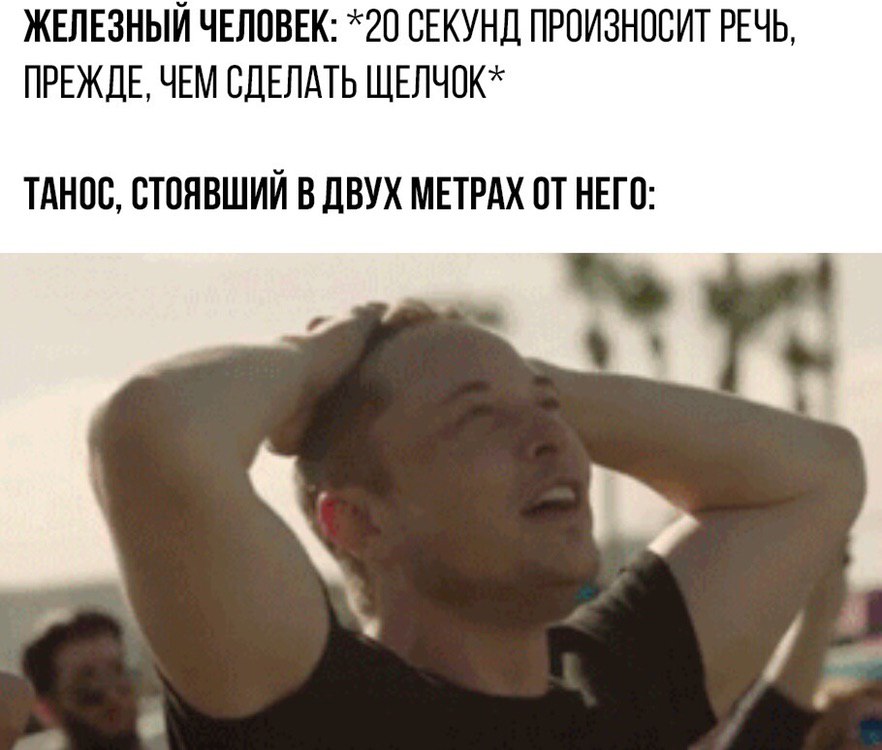 ЖЕЛЕЗНЫЙ ЧЕЛОВЕК: *20 СЕКУНД ПРОИЗНОСИТ РЕЧЬ,
ПРЕЖДЕ, ЧЕМ СДЕЛАТЬ ЩЕЛЧОК*
ТАНОС, СТОЯВШИЙ В ДВУХ МЕТРАХ ОТ НЕГО: